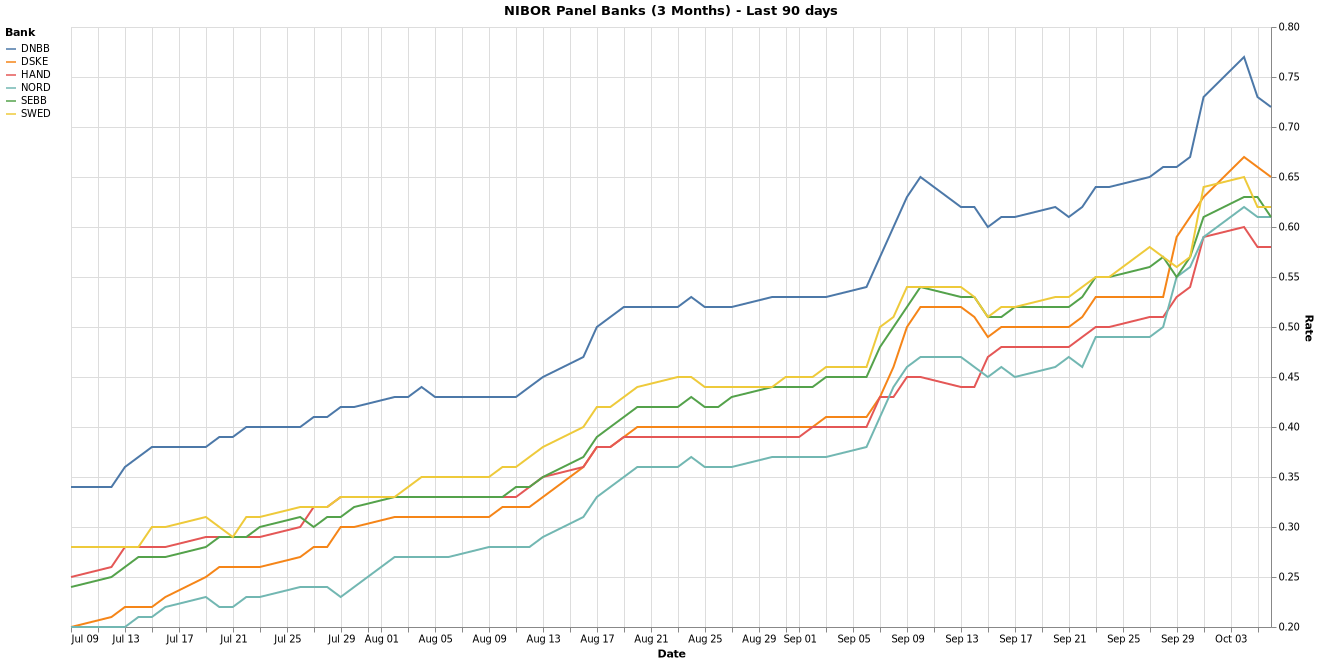 NIBOR Panel Banks (3 Months) - Last 90 days
Bank
DNBB
DSKE
HAND
NORD
SEBB
SWED
0.80
0.75
0.70
0.65
0.60
0.55
0.50
0.45
0.40
0.35
0.30
0.25
0.20
Rate
Jul 09 Jul 13 Jul 17 Jul 21 Jul 25 Jul 29 Aug 01 Aug 05 Aug 09 Aug 13 Aug 17 Aug 21 Aug 25 Aug 29 Sep 01 Sep 05 Sep 09 Sep 13 Sep 17 Sep 21 Sep 25 Sep 29 Oct 03
Date